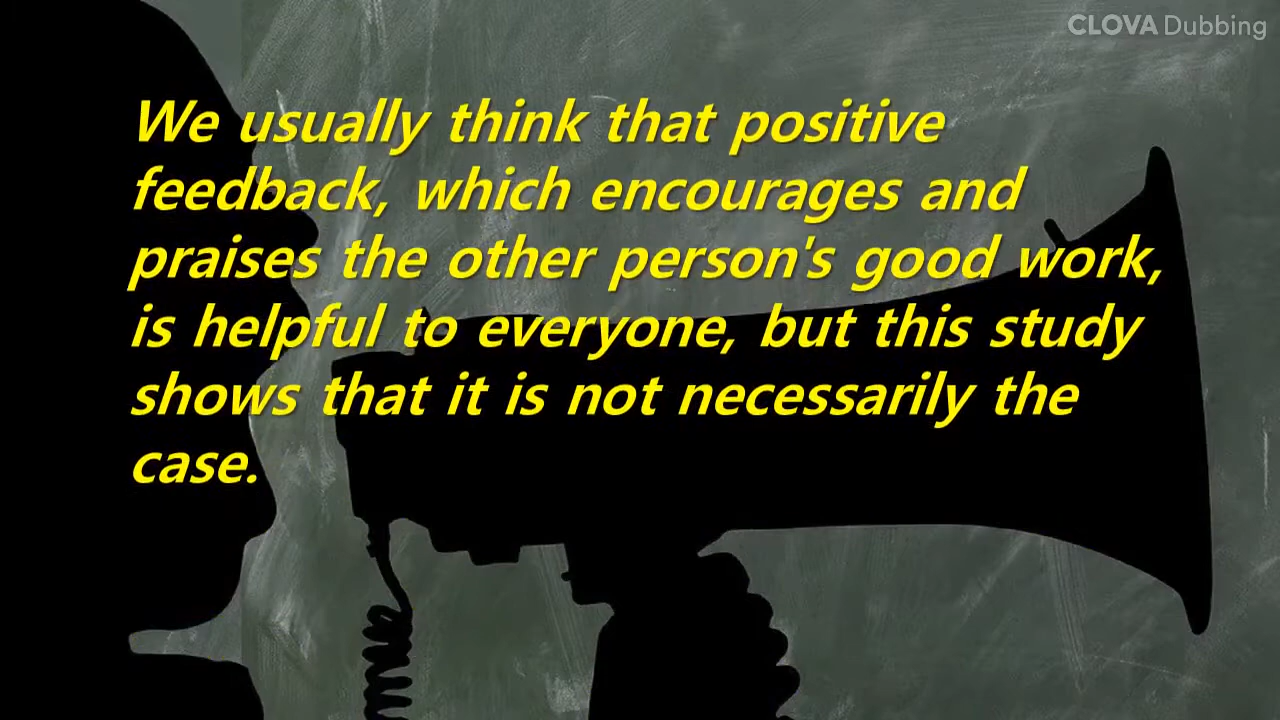 CLOVA Dubbing
We usually think that positive
feedback, which encourages and
praises the other person's good work,
is helpful to everyone, but this study
shows that it is not necessarily the
case.